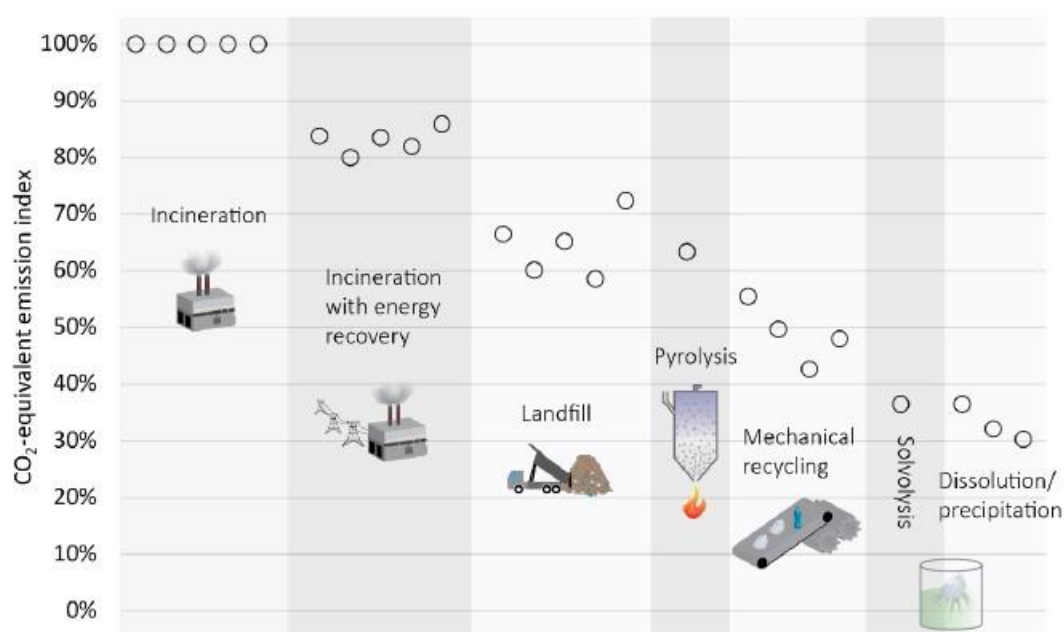 CO₂-equivalent emission index
100%
90%
80%
70%
60%
50%
40%
30%
20%
10%
0%
Incineration
Incineration
with energy
recovery
Landfill
Pyrolysis
Mechanical
recycling
Solvolysis
Dissolution/
precipitation